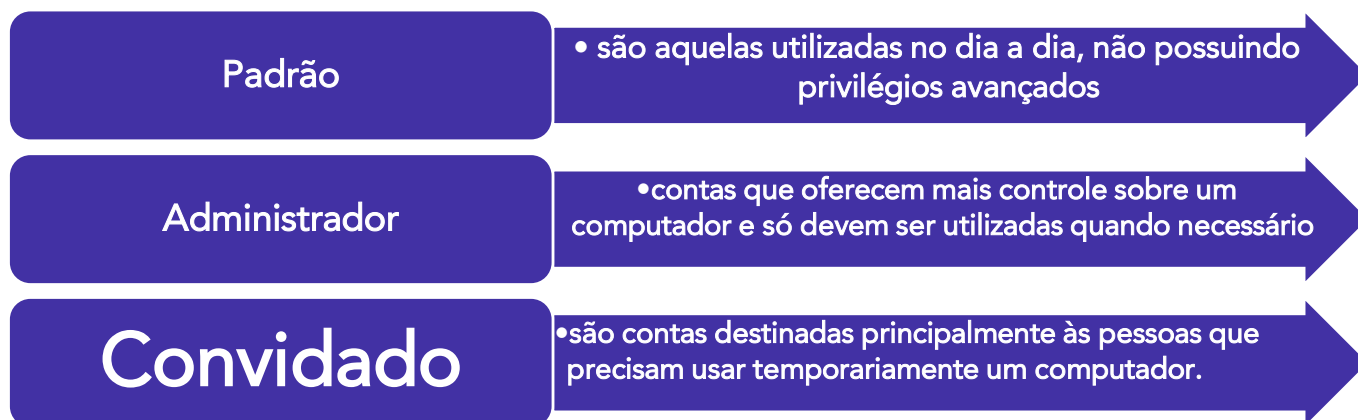 Padrão
• são aquelas utilizadas no dia a dia, não possuindo
privilégios avançados
Administrador
•contas que oferecem mais controle sobre um
computador e só devem ser utilizadas quando necessário
Convidado
•são contas destinadas principalmente às pessoas que
precisam usar temporariamente um computador.